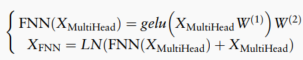 FNN(X_MultiHead) = gelu(X_MultiHead W^(1)) W^(2)
X_FNN = LN(FNN(X_MultiHead) + X_MultiHead)